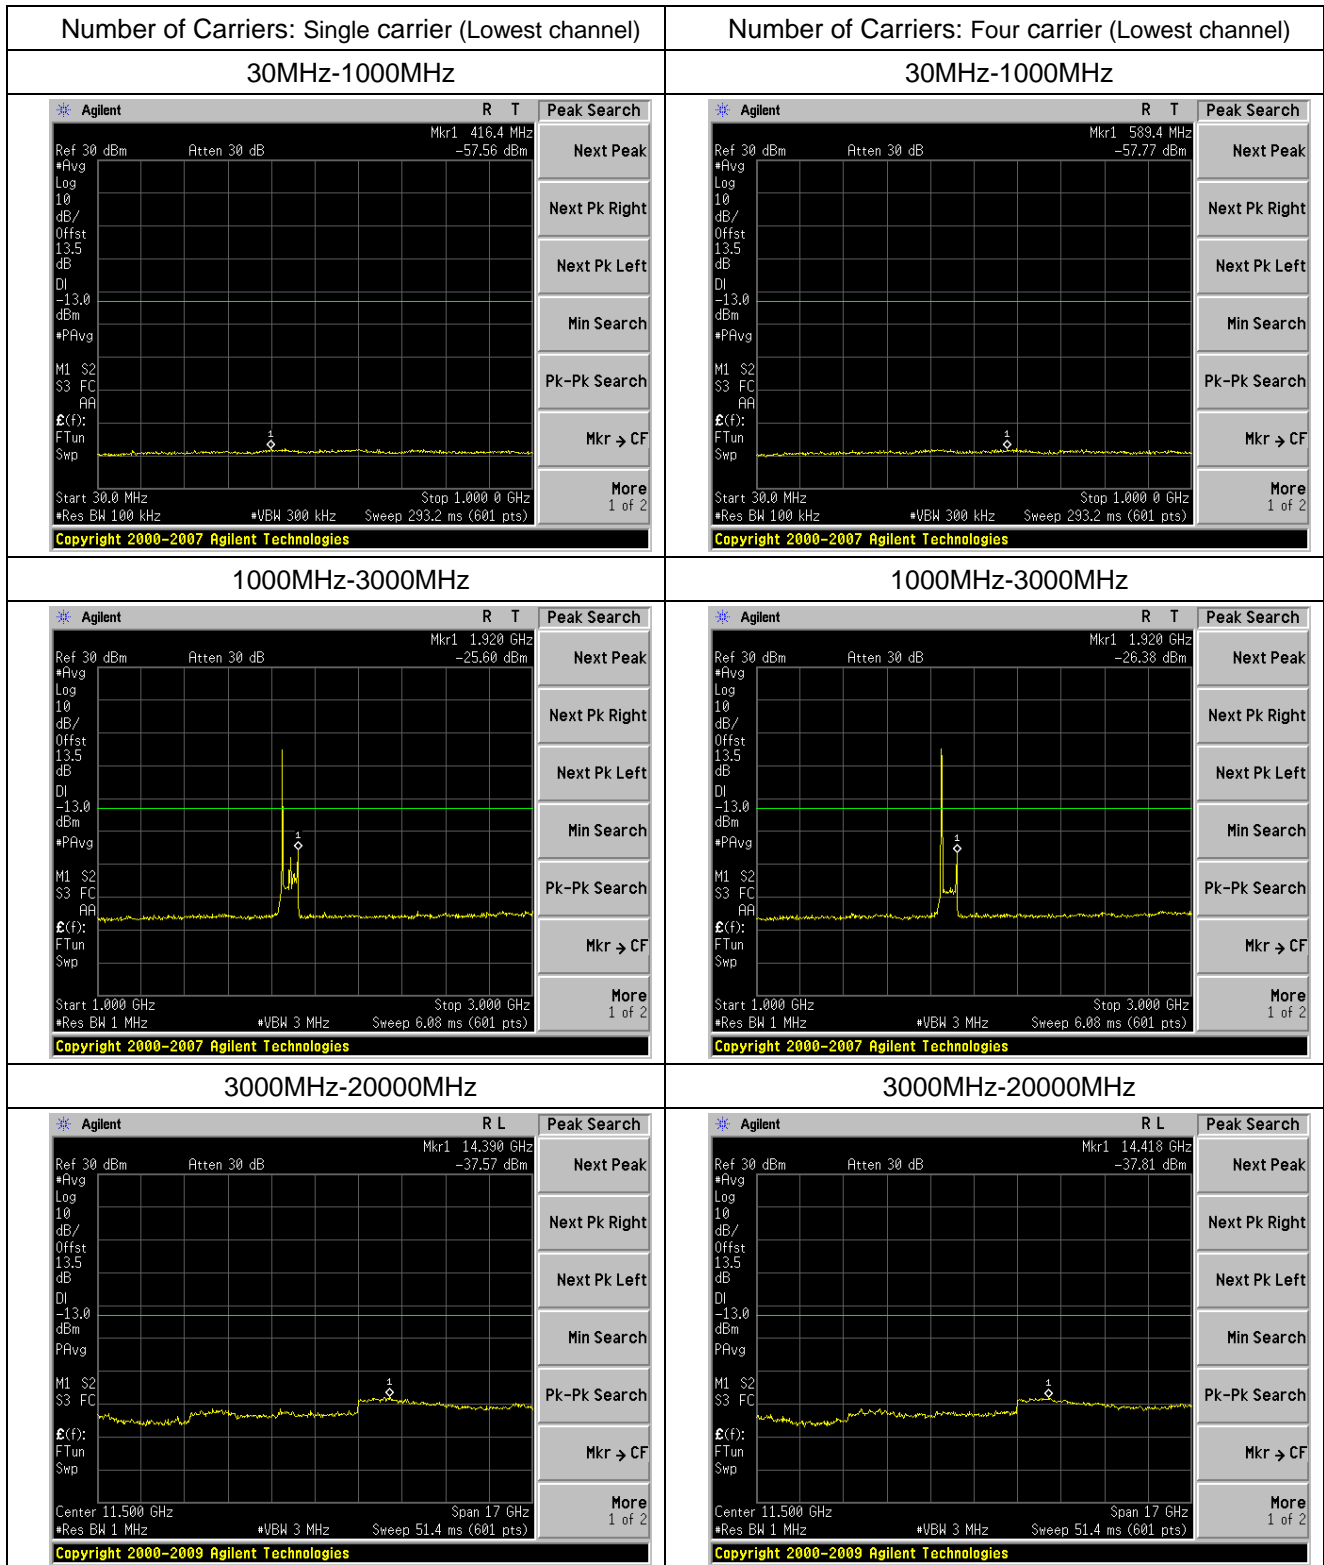 Number of Carriers: Single carrier (Lowest channel)
Number of Carriers: Four carrier (Lowest channel)
30MHz-1000MHz
30MHz-1000MHz
Agilent R T Peak Search
Mkr1 416.4 MHz
Ref 30 dBm Atten 30 dB -57.56 dBm
#Avg
Log
10
dB/
Offst
13.5
dB
DI
-13.0
dBm
#PAvg
M1 S2
S3 FC
AA
£(f):
FTun
Swp
1
Start 30.0 MHz Stop 1.000 0 GHz
#Res BW 100 kHz #VBW 300 kHz Sweep 293.2 ms (601 pts)
Copyright 2000-2007 Agilent Technologies
Next Peak
Next Pk Right
Next Pk Left
Min Search
Pk-Pk Search
Mkr → CF
More
1 of 2
Agilent R T Peak Search
Mkr1 589.4 MHz
Ref 30 dBm Atten 30 dB -57.77 dBm
#Avg
Log
10
dB/
Offst
13.5
dB
DI
-13.0
dBm
#PAvg
M1 S2
S3 FC
AA
£(f):
FTun
Swp
1
Start 30.0 MHz Stop 1.000 0 GHz
#Res BW 100 kHz #VBW 300 kHz Sweep 293.2 ms (601 pts)
Copyright 2000-2007 Agilent Technologies
Next Peak
Next Pk Right
Next Pk Left
Min Search
Pk-Pk Search
Mkr → CF
More
1 of 2
1000MHz-3000MHz
1000MHz-3000MHz
Agilent R T Peak Search
Mkr1 1.920 GHz
Ref 30 dBm Atten 30 dB -25.60 dBm
#Avg
Log
10
dB/
Offst
13.5
dB
DI
-13.0
dBm
#PAvg
M1 S2
S3 FC
AA
£(f):
FTun
Swp
1
Start 1.000 GHz Stop 3.000 GHz
#Res BW 1 MHz #VBW 3 MHz Sweep 6.08 ms (601 pts)
Copyright 2000-2007 Agilent Technologies
Next Peak
Next Pk Right
Next Pk Left
Min Search
Pk-Pk Search
Mkr → CF
More
1 of 2
Agilent R T Peak Search
Mkr1 1.920 GHz
Ref 30 dBm Atten 30 dB -26.38 dBm
#Avg
Log
10
dB/
Offst
13.5
dB
DI
-13.0
dBm
#PAvg
M1 S2
S3 FC
AA
£(f):
FTun
Swp
1
Start 1.000 GHz Stop 3.000 GHz
#Res BW 1 MHz #VBW 3 MHz Sweep 6.08 ms (601 pts)
Copyright 2000-2007 Agilent Technologies
Next Peak
Next Pk Right
Next Pk Left
Min Search
Pk-Pk Search
Mkr → CF
More
1 of 2
3000MHz-20000MHz
3000MHz-20000MHz
Agilent R L Peak Search
Mkr1 14.390 GHz
Ref 30 dBm Atten 30 dB -37.57 dBm
#Avg
Log
10
dB/
Offst
13.5
dB
DI
-13.0
dBm
PAvg
M1 S2
S3 FC
£(f):
FTun
Swp
1
Center 11.500 GHz Span 17 GHz
#Res BW 1 MHz #VBW 3 MHz Sweep 51.4 ms (601 pts)
Copyright 2000-2009 Agilent Technologies
Next Peak
Next Pk Right
Next Pk Left
Min Search
Pk-Pk Search
Mkr → CF
More
1 of 2
Agilent R L Peak Search
Mkr1 14.418 GHz
Ref 30 dBm Atten 30 dB -37.81 dBm
#Avg
Log
10
dB/
Offst
13.5
dB
DI
-13.0
dBm
PAvg
M1 S2
S3 FC
£(f):
FTun
Swp
1
Center 11.500 GHz Span 17 GHz
#Res BW 1 MHz #VBW 3 MHz Sweep 51.4 ms (601 pts)
Copyright 2000-2009 Agilent Technologies
Next Peak
Next Pk Right
Next Pk Left
Min Search
Pk-Pk Search
Mkr → CF
More
1 of 2